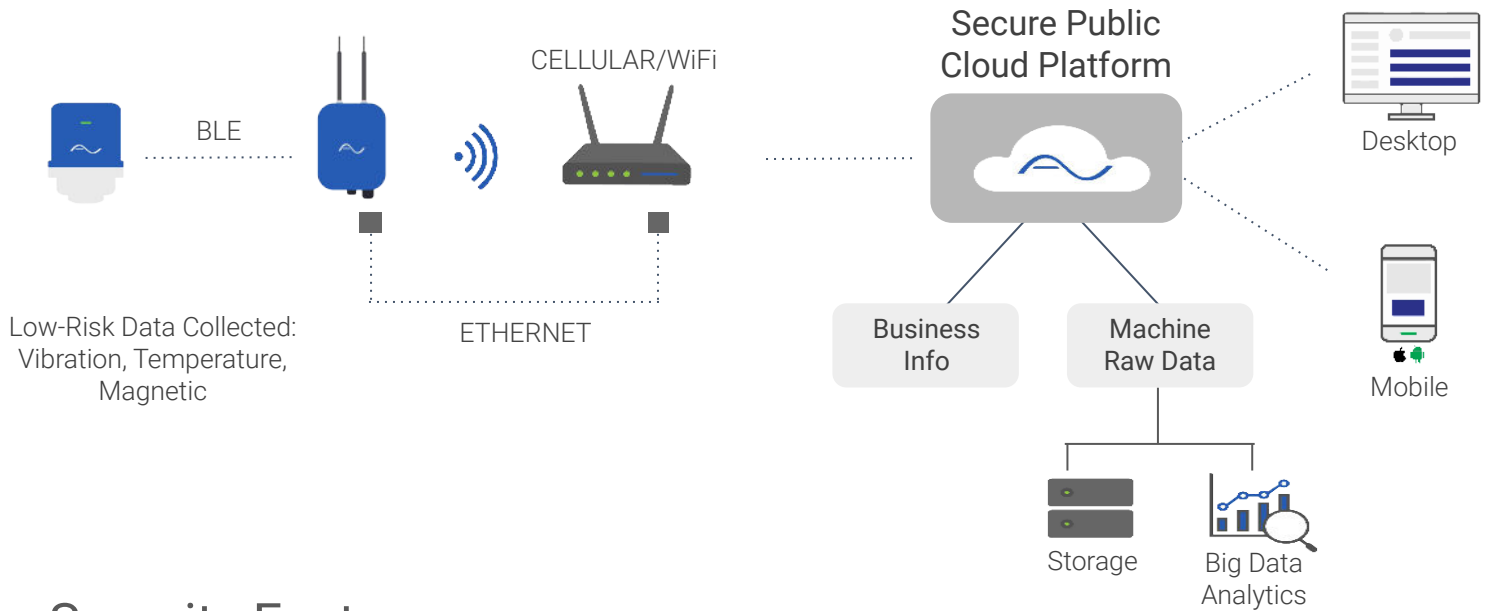 Secure Public
Cloud Platform
CELLULAR/WiFi
BLE
Desktop
Low-Risk Data Collected:
Vibration, Temperature,
Magnetic
ETHERNET
Business
Info
Machine
Raw Data
Mobile
Storage
Big Data
Analytics